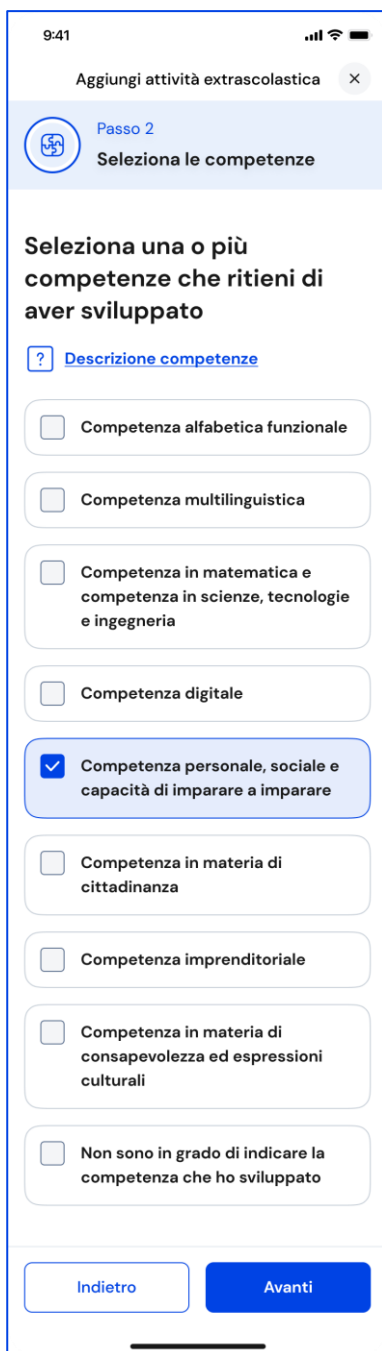 9:41
Aggiungi attività extrascolastica
Passo 2
Seleziona le competenze
Seleziona una o più
competenze che ritieni di
aver sviluppato
? Descrizione competenze
Competenza alfabetica funzionale
Competenza multilinguistica
Competenza in matematica e
competenza in scienze, tecnologie
e ingegneria
Competenza digitale
Competenza personale, sociale e
capacità di imparare a imparare
Competenza in materia di
cittadinanza
Competenza imprenditoriale
Competenza in materia di
consapevolezza ed espressioni
culturali
Non sono in grado di indicare la
competenza che ho sviluppato
Indietro Avanti